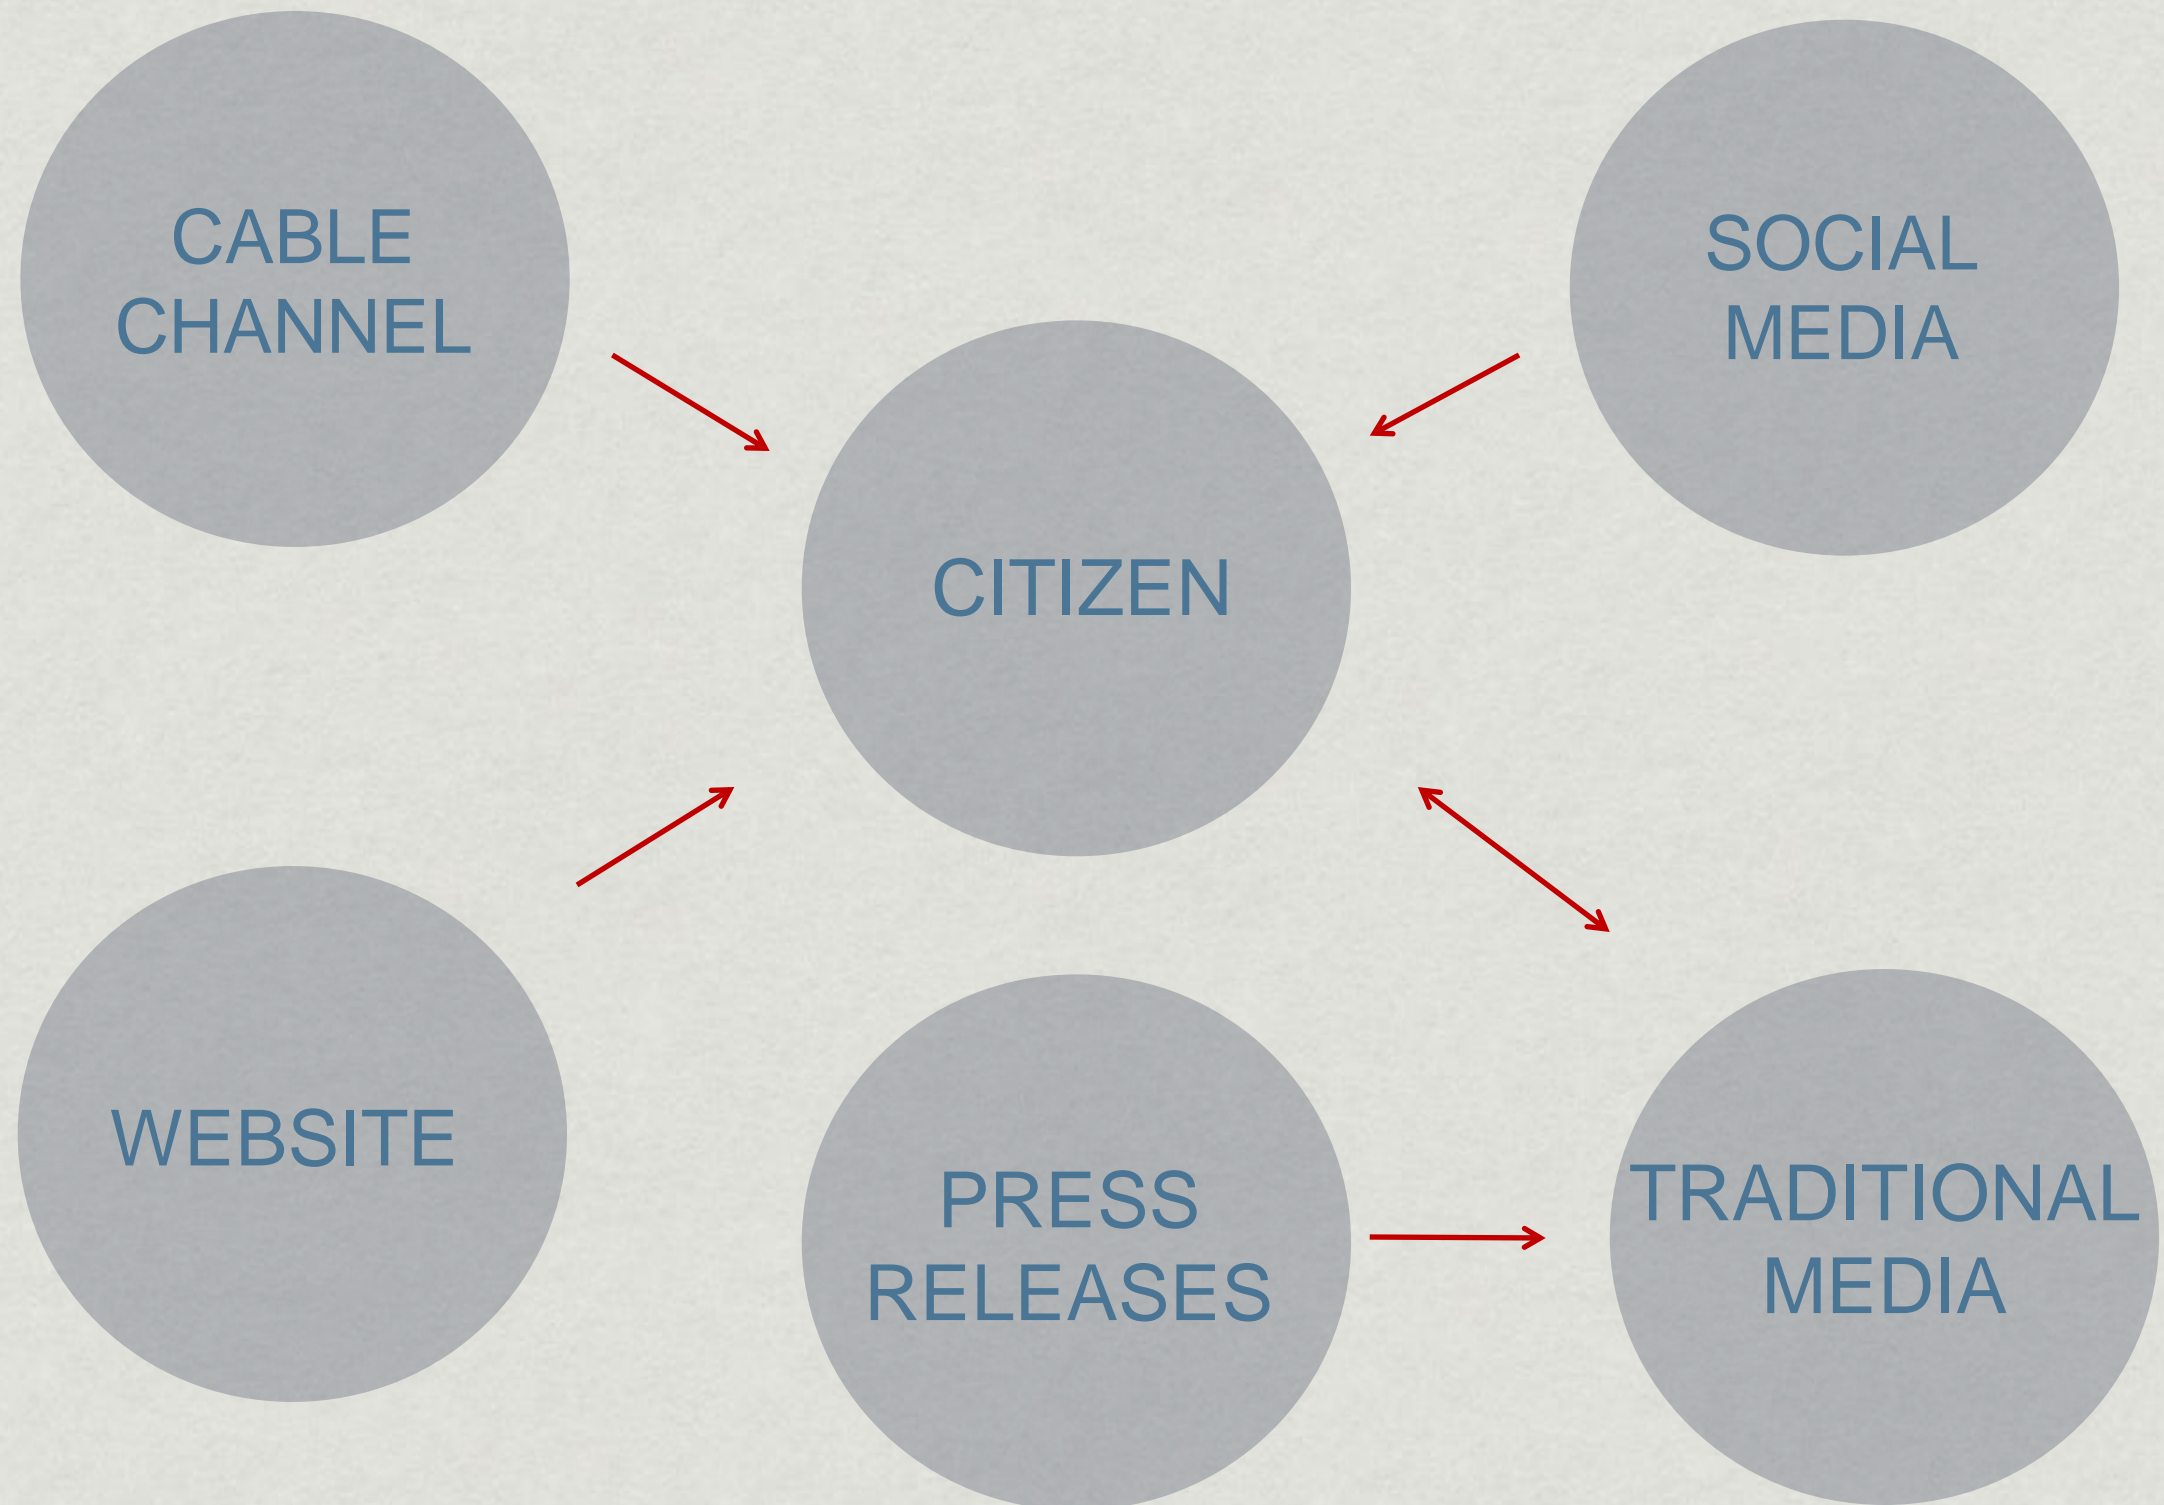 CABLE
CHANNEL
SOCIAL
MEDIA
CITIZEN
WEBSITE
PRESS
RELEASES
TRADITIONAL
MEDIA